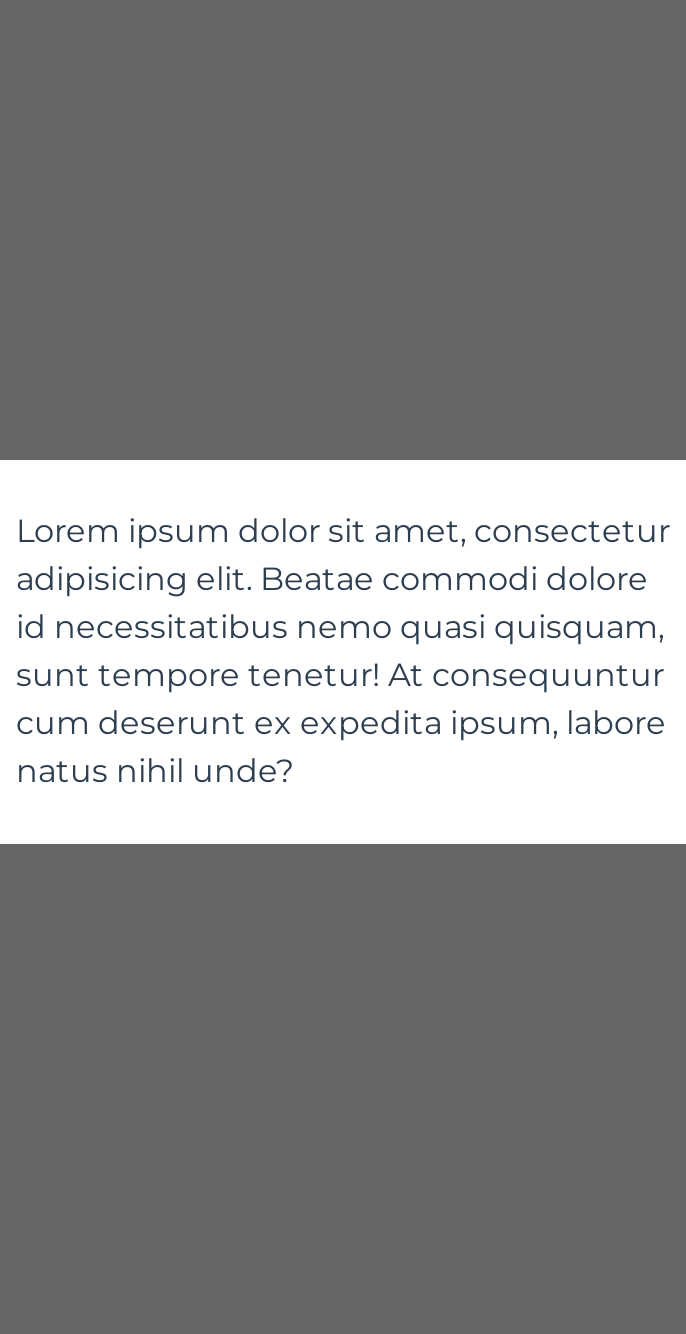 Lorem ipsum dolor sit amet, consectetur
adipisicing elit. Beatae commodi dolore
id necessitatibus nemo quasi quisquam,
sunt tempore tenetur! At consequuntur
cum deserunt ex expedita ipsum, labore
natus nihil unde?